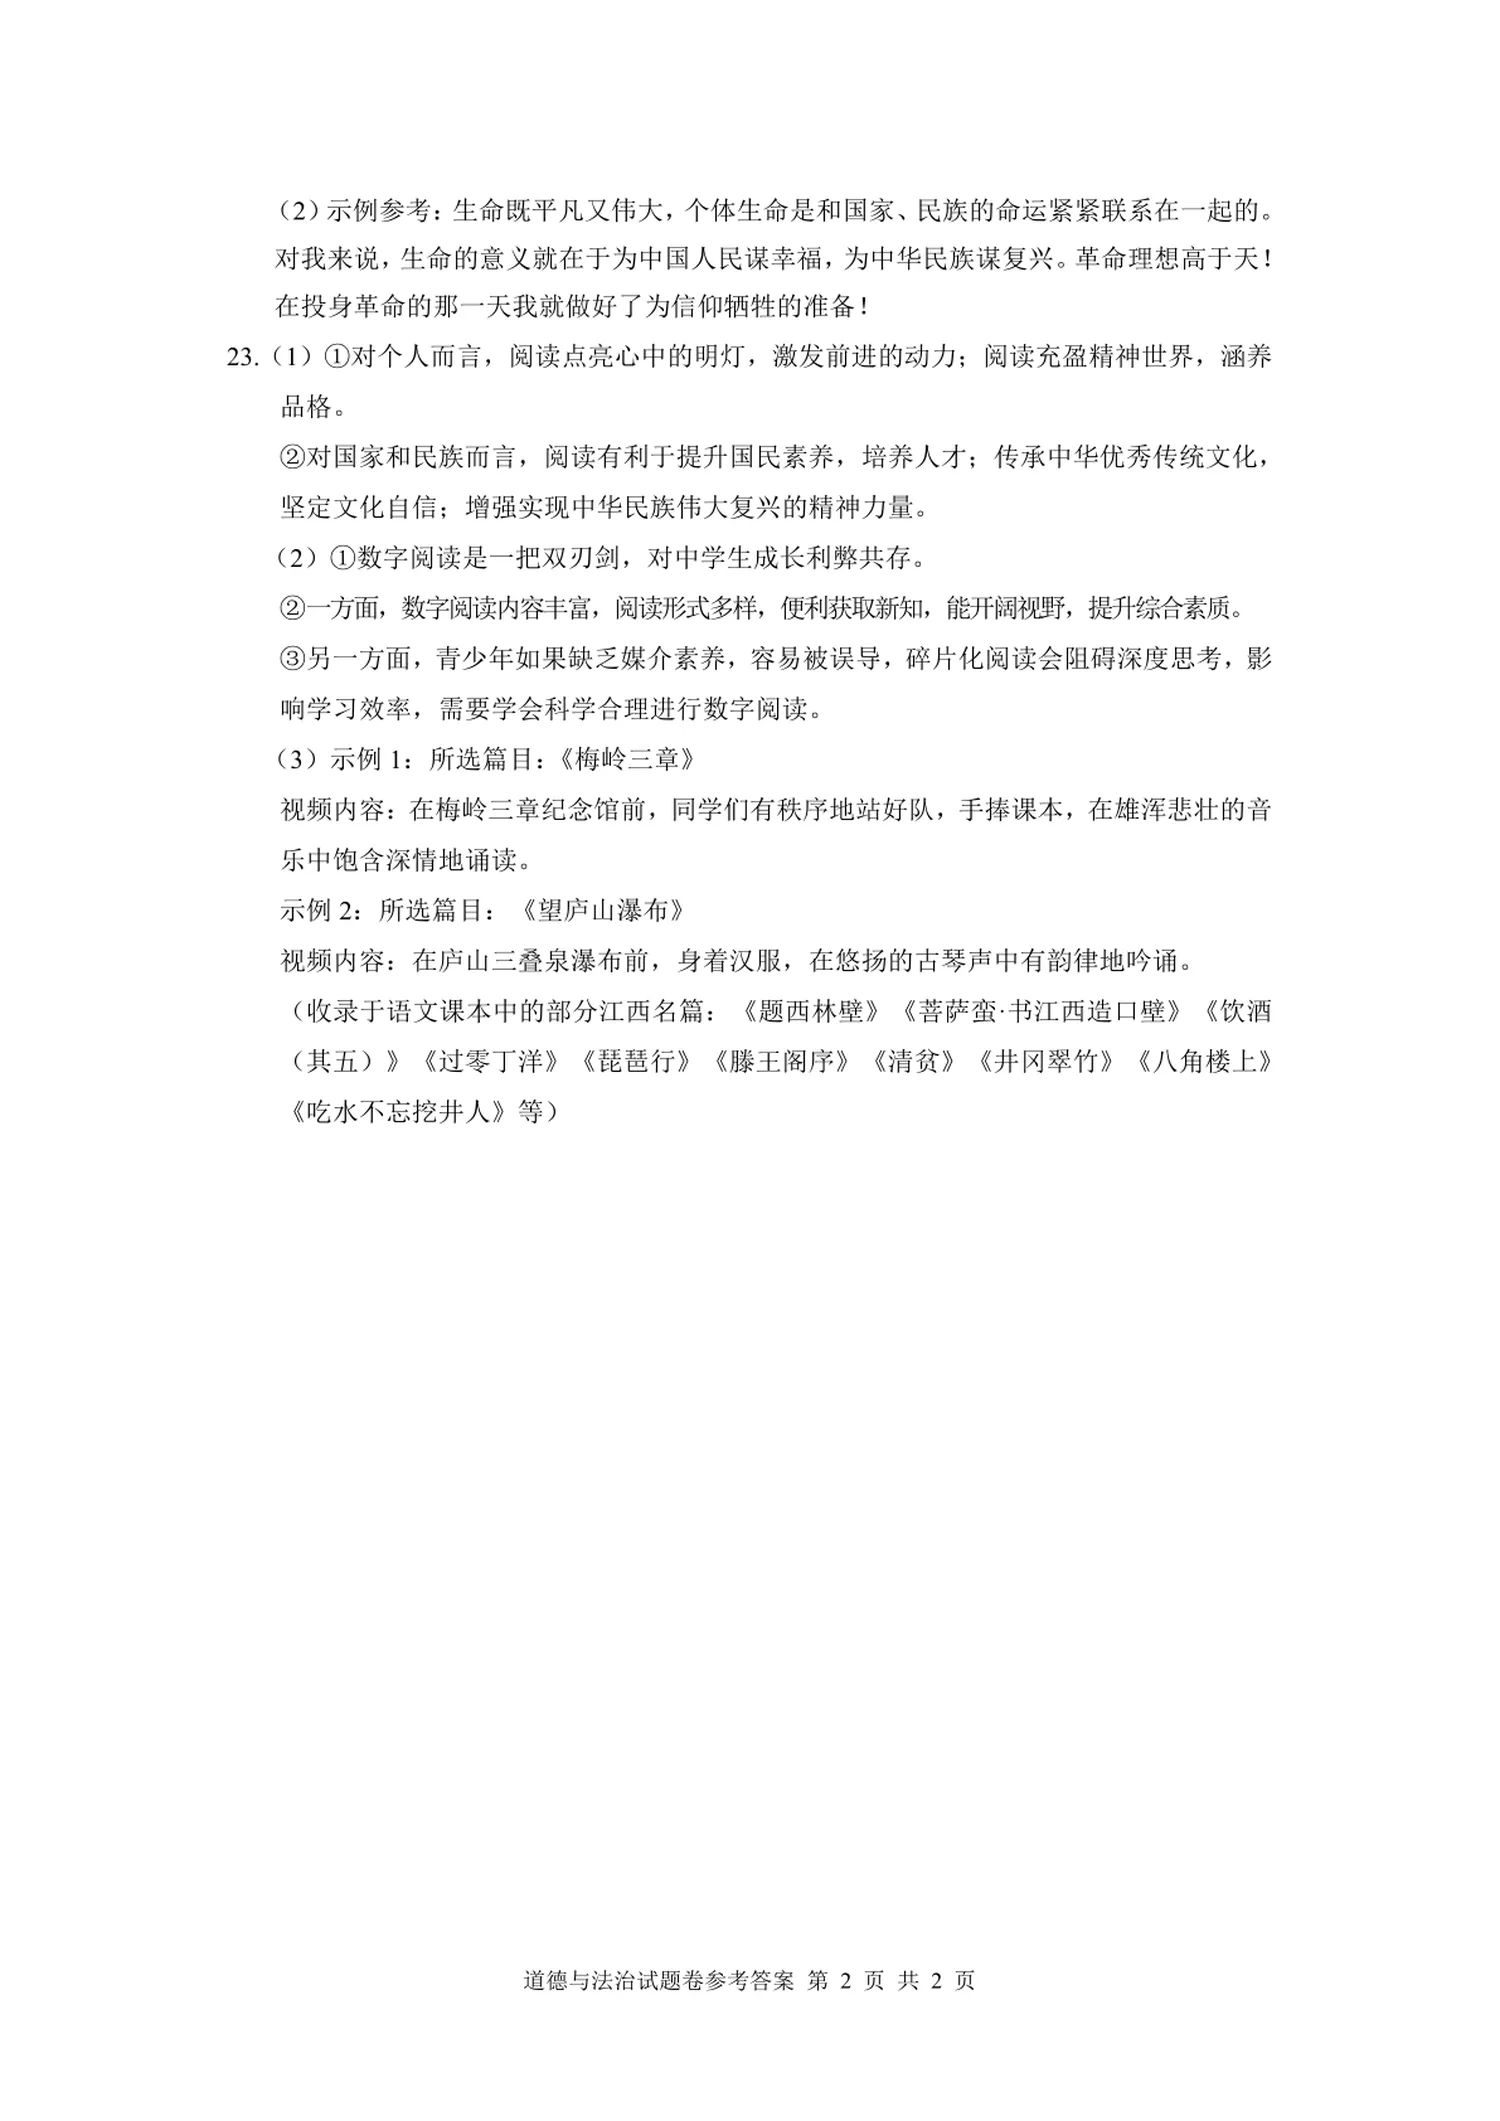 （2）示例参考：生命既平凡又伟大，个体生命是和国家、民族的命运紧紧联系在一起的。
对我来说，生命的意义就在于为中国人民谋幸福，为中华民族谋复兴。革命理想高于天！
在投身革命的那一天我就做好了为信仰牺牲的准备！
23.（1）①对个人而言，阅读点亮心中的明灯，激发前进的动力；阅读充盈精神世界，涵养
品格。
②对国家和民族而言，阅读有利于提升国民素养，培养人才；传承中华优秀传统文化，
坚定文化自信；增强实现中华民族伟大复兴的精神力量。
（2）①数字阅读是一把双刃剑，对中学生成长利弊共存。
②一方面，数字阅读内容丰富，阅读形式多样，便利获取新知，能开阔视野，提升综合素质。
③另一方面，青少年如果缺乏媒介素养，容易被误导，碎片化阅读会阻碍深度思考，影
响学习效率，需要学会科学合理进行数字阅读。
（3）示例 1：所选篇目：《梅岭三章》
视频内容：在梅岭三章纪念馆前，同学们有秩序地站好队，手捧课本，在雄浑悲壮的音
乐中饱含深情地诵读。
示例 2：所选篇目：《望庐山瀑布》
视频内容：在庐山三叠泉瀑布前，身着汉服，在悠扬的古琴声中有韵律地吟诵。
（收录于语文课本中的部分江西名篇：《题西林壁》《菩萨蛮·书江西造口壁》《饮酒
（其五）》《过零丁洋》《琵琶行》《滕王阁序》《清贫》《井冈翠竹》《八角楼上》
《吃水不忘挖井人》等）
道德与法治试题卷参考答案 第 2 页 共 2 页